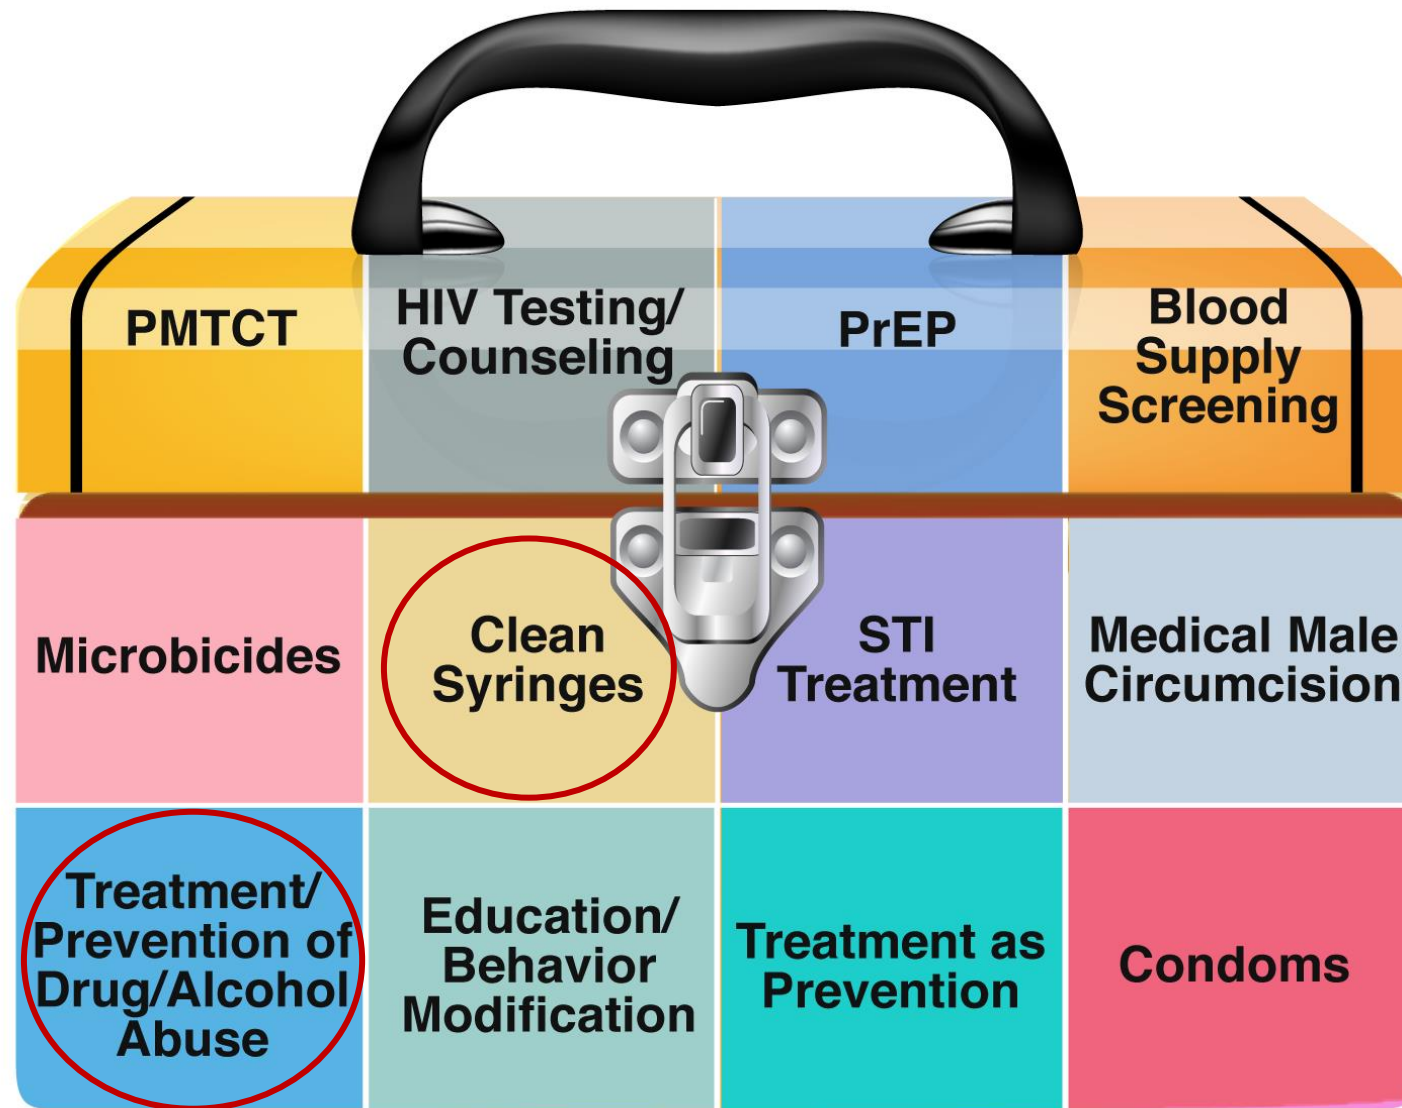 PMTCT
HIV Testing/
Counseling
PrEP
Blood
Supply
Screening
Microbicides
Clean
Syringes
STI
Treatment
Medical Male
Circumcision
Treatment/
Prevention of
Drug/Alcohol
Abuse
Education/
Behavior
Modification
Treatment as
Prevention
Condoms